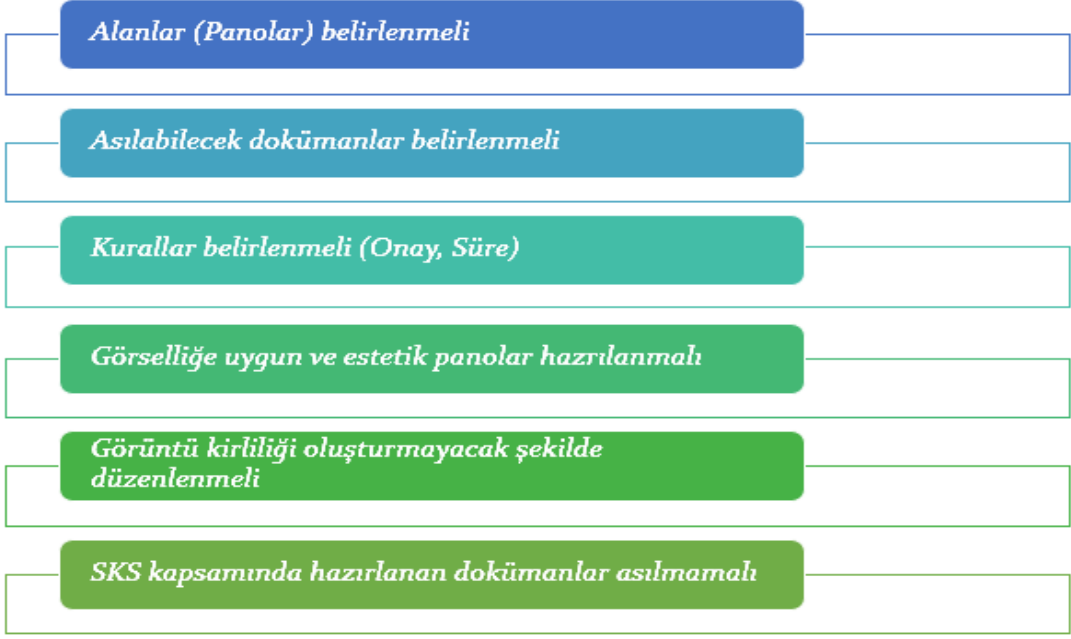 Alanlar (Panolar) belirlenmeli
Asılabilecek dokümanlar belirlenmeli
Kurallar belirlenmeli (Onay, Süre)
Görselliğe uygun ve estetik panolar hazrılanmalı
Görüntü kirliliği oluşturmayacak şekilde
düzenlenmeli
SKS kapsamında hazırlanan dokümanlar asılmamalı